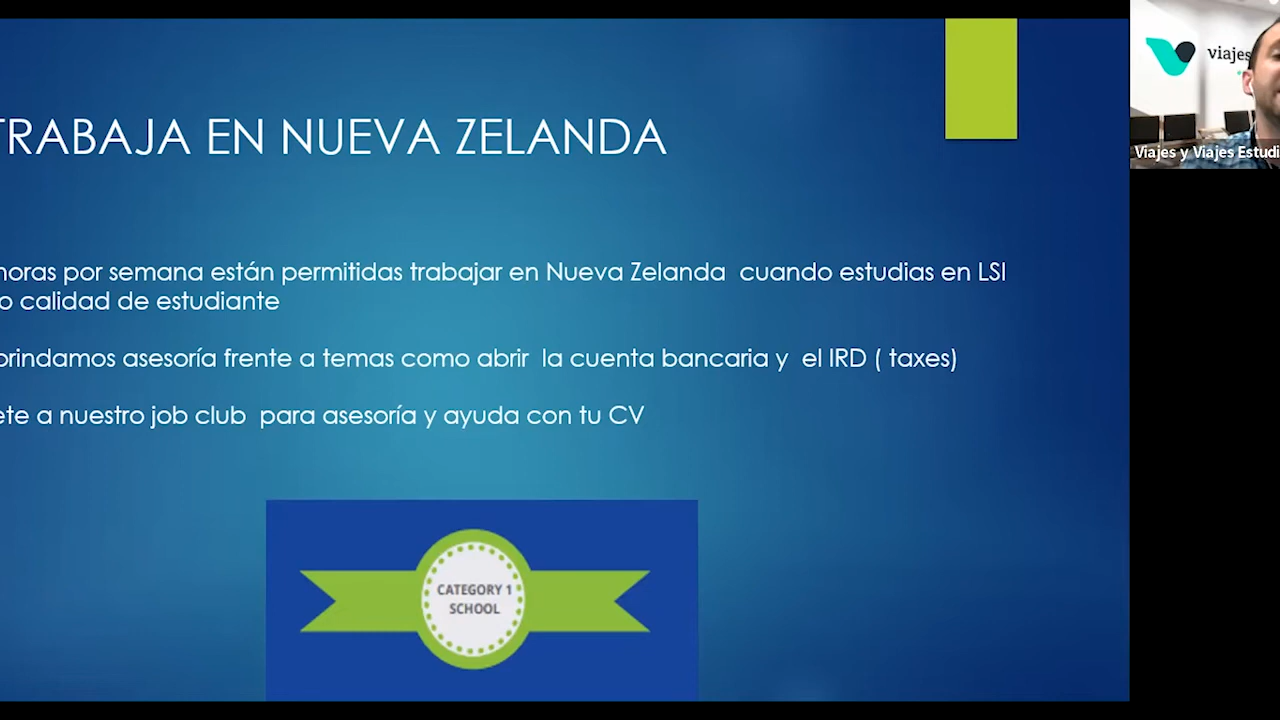 TRABAJA EN NUEVA ZELANDA
horas por semana están permitidas trabajar en Nueva Zelanda cuando estudias en LSI
calidad de estudiante
brindamos asesoría frente a temas como abrir la cuenta bancaria y el IRD ( taxes)
a nuestro job club para asesoría y ayuda con tu CV
CATEGORY 1
SCHOOL
viajes
Viajes y Viajes Estudi